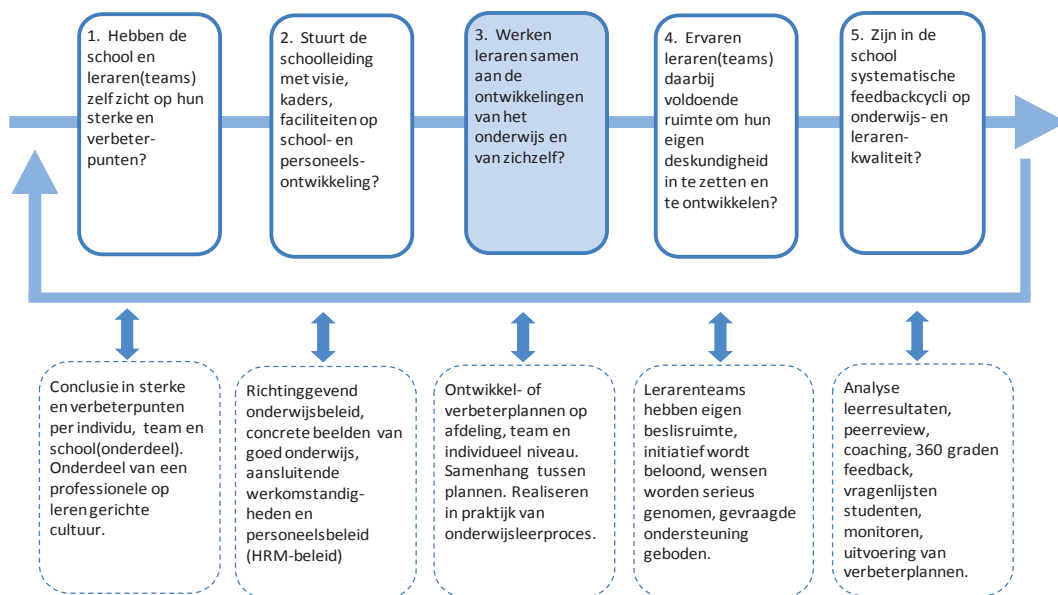 1. Hebben de
school en
leraren(teams)
zelf zicht op hun
sterke en
verbeter-
punten?
2. Stuurt de
schoolleiding
met visie,
kaders,
faciliteiten op
school- en
personeels-
ontwikkeling?
3. Werken
leraren samen
aan de
ontwikkelingen
van het
onderwijs en
van zichzelf?
4. Ervaren
leraren(teams)
daarbij
voldoende
ruimte om hun
eigen
deskundigheid
in te zetten en
te ontwikkelen?
5. Zijn in de
school
systematische
feedbackcycli op
onderwijs- en
leraren-
kwaliteit?
Conclusie in sterke
en verbeterpunten
per individu, team en
school(onderdeel).
Onderdeel van een
professionele op
leren gerichte
cultuur.
Richtinggevend
onderwijsbeleid,
concrete beelden van
goed onderwijs,
aansluitende
werkomstandig-
heden en
personeelsbeleid
(HRM-beleid)
Ontwikkel- of
verbeterplannen op
afdeling, team en
individueel niveau.
Samenhang tussen
plannen. Realiseren
in praktijk van
onderwijsleerproces.
Lerarenteams
hebben eigen
beslisruimte,
initiatief wordt
beloond, wensen
worden serieus
genomen, gevraagde
ondersteuning
geboden.
Analyse
leerresultaten,
peerreview,
coaching, 360 graden
feedback,
vragenlijsten
studenten,
monitoren,
uitvoering van
verbeterplannen.